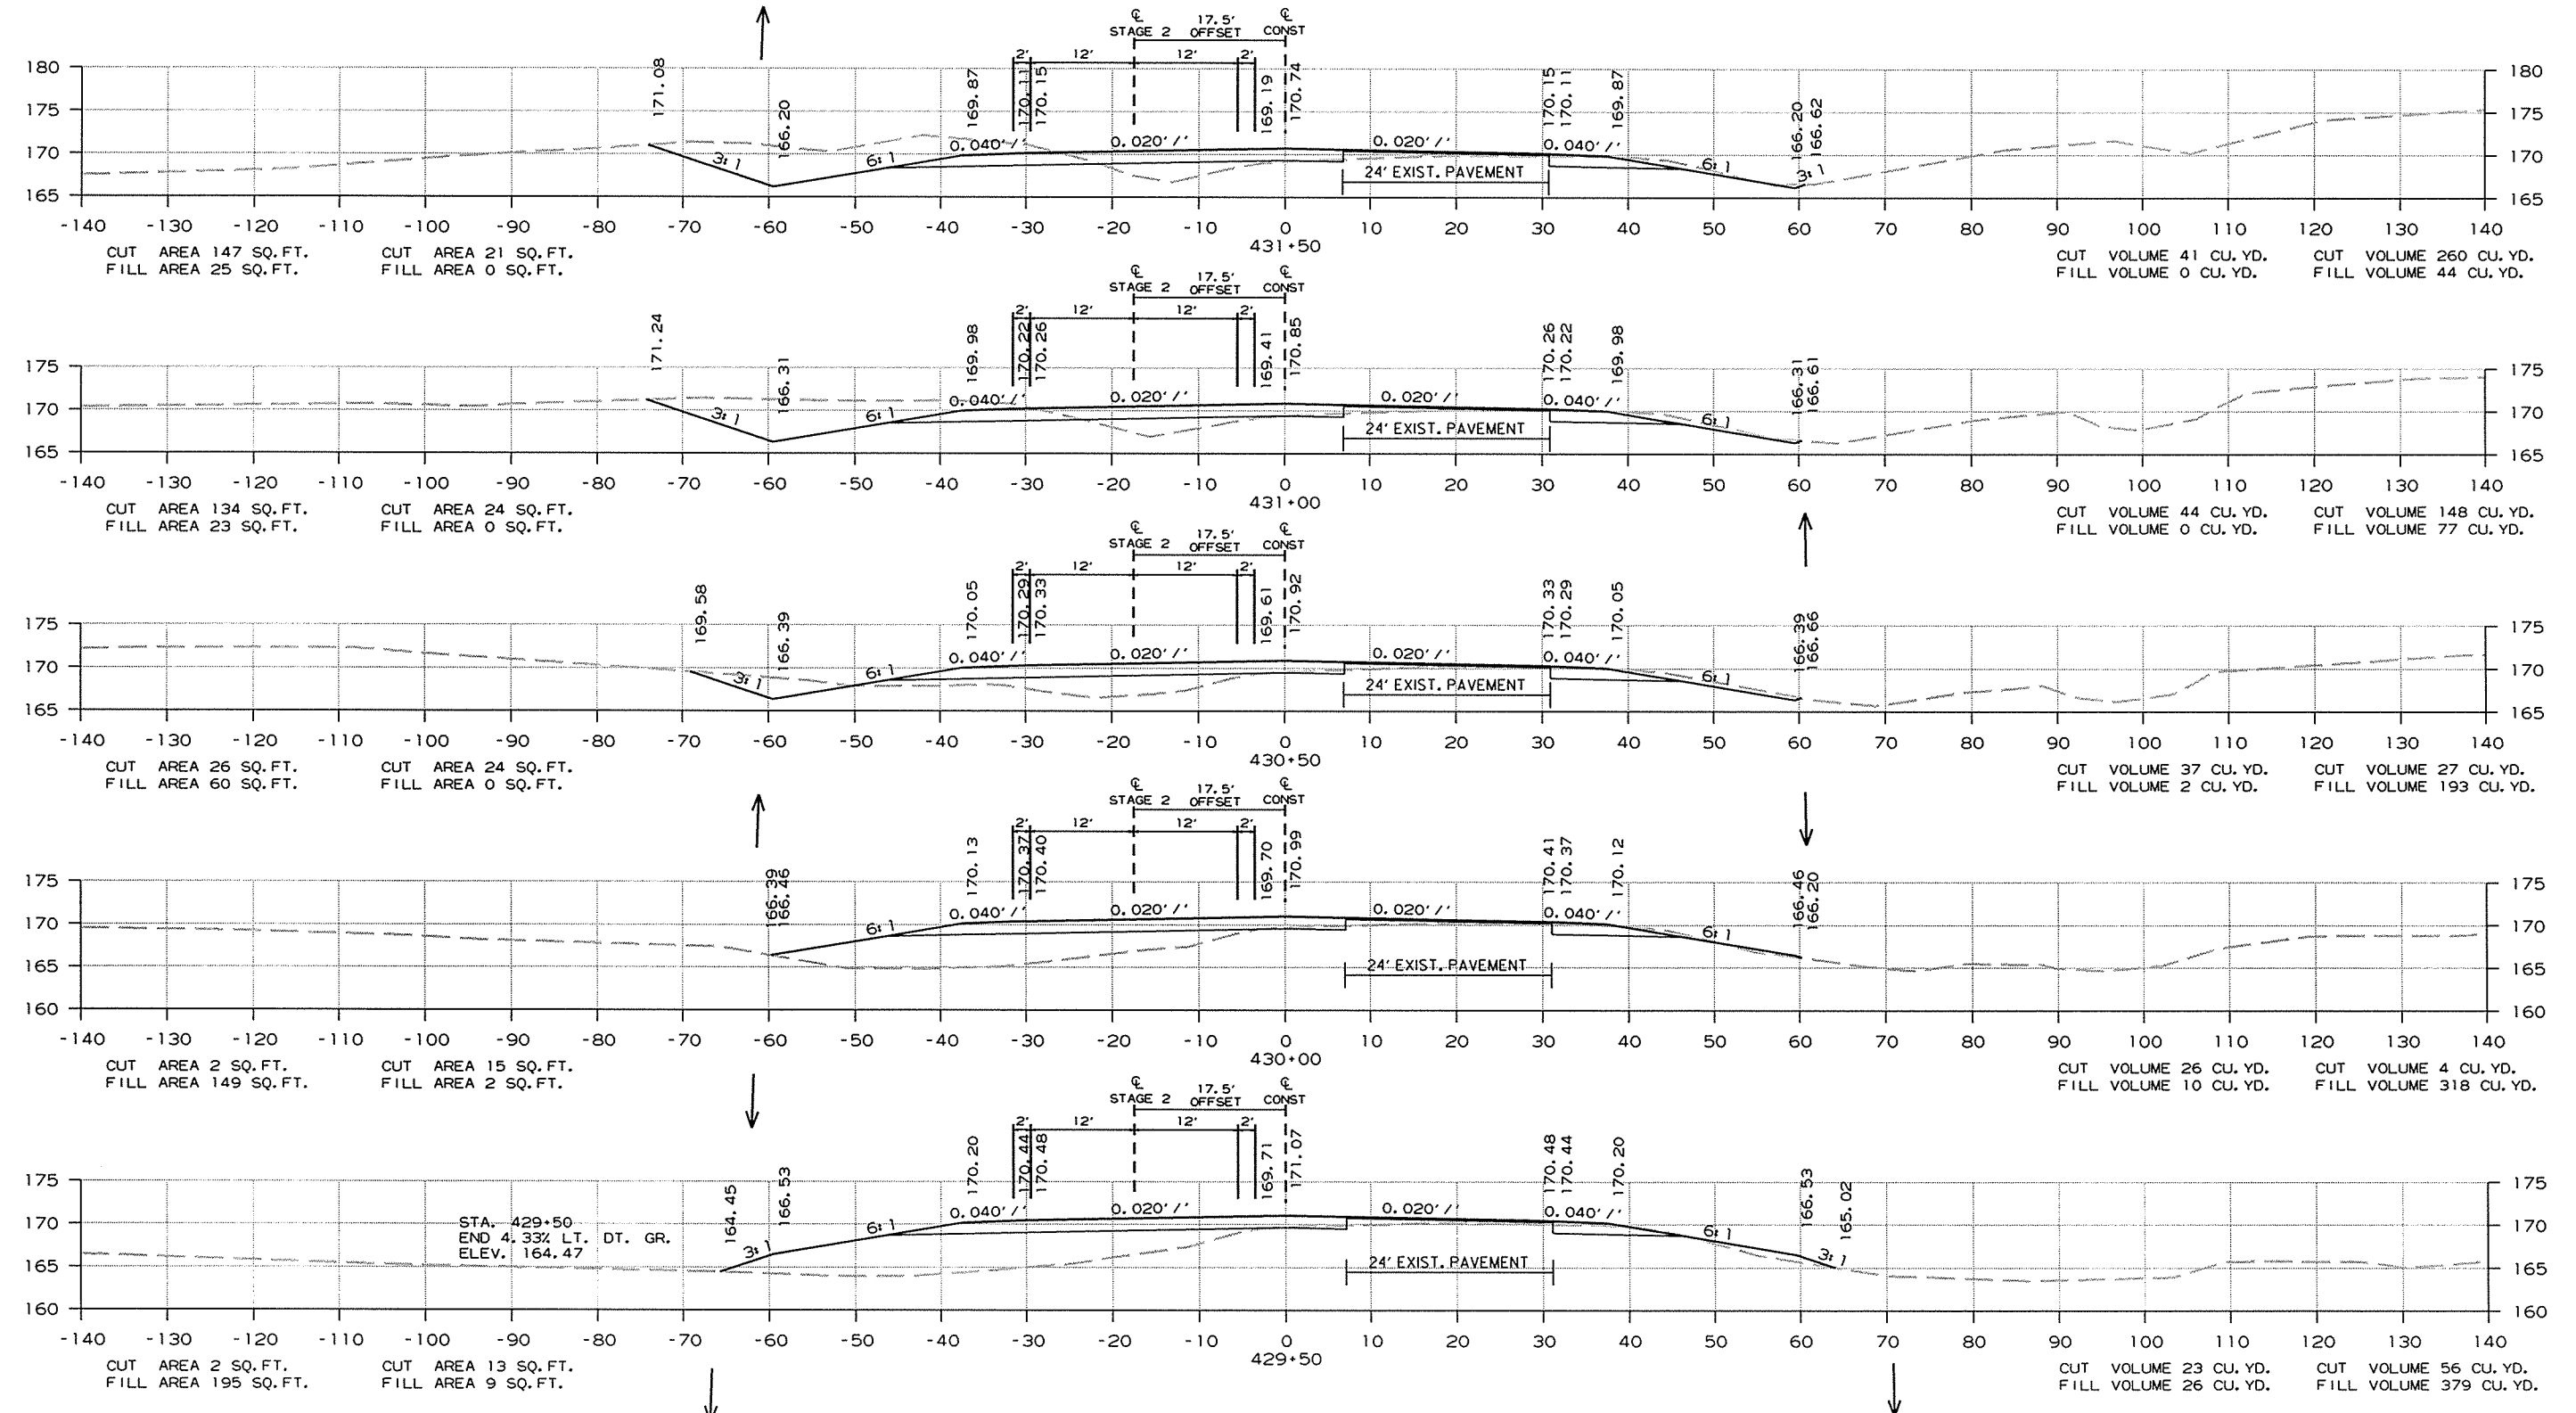 ℄ 17.5' ℄
STAGE 2 OFFSET CONST
2' 12' 12' 2'
171.08 166.20 169.87 170.11 170.15 169.19 170.74 170.15 170.11 169.87 166.20 166.62
180 180
175 175
170 170
165 165
3:1 6:1 0.040'/' 0.020'/' 0.020'/' 0.040'/' 6:1 3:1
24' EXIST. PAVEMENT
-140 -130 -120 -110 -100 -90 -80 -70 -60 -50 -40 -30 -20 -10 0 10 20 30 40 50 60 70 80 90 100 110 120 130 140
431+50
CUT AREA 147 SQ.FT. CUT AREA 21 SQ.FT. CUT VOLUME 41 CU.YD. CUT VOLUME 260 CU.YD.
FILL AREA 25 SQ.FT. FILL AREA 0 SQ.FT. FILL VOLUME 0 CU.YD. FILL VOLUME 44 CU.YD.
℄ 17.5' ℄
STAGE 2 OFFSET CONST
2' 12' 12' 2'
171.24 166.31 169.98 170.22 170.26 169.41 170.85 170.26 170.22 169.98 166.31 166.61
175 175
170 170
165 165
3:1 6:1 0.040'/' 0.020'/' 0.020'/' 0.040'/' 6:1
24' EXIST. PAVEMENT
-140 -130 -120 -110 -100 -90 -80 -70 -60 -50 -40 -30 -20 -10 0 10 20 30 40 50 60 70 80 90 100 110 120 130 140
431+00
CUT AREA 134 SQ.FT. CUT AREA 24 SQ.FT. CUT VOLUME 44 CU.YD. CUT VOLUME 148 CU.YD.
FILL AREA 23 SQ.FT. FILL AREA 0 SQ.FT. FILL VOLUME 0 CU.YD. FILL VOLUME 77 CU.YD.
℄ 17.5' ℄
STAGE 2 OFFSET CONST
2' 12' 12' 2'
169.58 166.39 170.05 170.29 170.33 169.61 170.92 170.33 170.29 170.05 166.39 166.66
175 175
170 170
165 165
3:1 6:1 0.040'/' 0.020'/' 0.020'/' 0.040'/' 6:1
24' EXIST. PAVEMENT
-140 -130 -120 -110 -100 -90 -80 -70 -60 -50 -40 -30 -20 -10 0 10 20 30 40 50 60 70 80 90 100 110 120 130 140
430+50
CUT AREA 26 SQ.FT. CUT AREA 24 SQ.FT. CUT VOLUME 37 CU.YD. CUT VOLUME 27 CU.YD.
FILL AREA 60 SQ.FT. FILL AREA 0 SQ.FT. FILL VOLUME 2 CU.YD. FILL VOLUME 193 CU.YD.
℄ 17.5' ℄
STAGE 2 OFFSET CONST
2' 12' 12' 2'
166.39 166.46 170.13 170.37 170.40 169.70 170.99 170.41 170.37 170.12 166.46 166.20
175 175
170 170
165 165
160 160
6:1 0.040'/' 0.020'/' 0.020'/' 0.040'/' 6:1
24' EXIST. PAVEMENT
-140 -130 -120 -110 -100 -90 -80 -70 -60 -50 -40 -30 -20 -10 0 10 20 30 40 50 60 70 80 90 100 110 120 130 140
430+00
CUT AREA 2 SQ.FT. CUT AREA 15 SQ.FT. CUT VOLUME 26 CU.YD. CUT VOLUME 4 CU.YD.
FILL AREA 149 SQ.FT. FILL AREA 2 SQ.FT. FILL VOLUME 10 CU.YD. FILL VOLUME 318 CU.YD.
℄ 17.5' ℄
STAGE 2 OFFSET CONST
2' 12' 12' 2'
164.45 166.53 170.20 170.44 170.48 169.71 171.07 170.48 170.44 170.20 166.53 165.02
175 175
170 170
165 165
160 160
STA. 429+50
END 4.33% LT. DT. GR.
ELEV. 164.47
3:1 6:1 0.040'/' 0.020'/' 0.020'/' 0.040'/' 6:1 3:1
24' EXIST. PAVEMENT
-140 -130 -120 -110 -100 -90 -80 -70 -60 -50 -40 -30 -20 -10 0 10 20 30 40 50 60 70 80 90 100 110 120 130 140
429+50
CUT AREA 2 SQ.FT. CUT AREA 13 SQ.FT. CUT VOLUME 23 CU.YD. CUT VOLUME 56 CU.YD.
FILL AREA 195 SQ.FT. FILL AREA 9 SQ.FT. FILL VOLUME 26 CU.YD. FILL VOLUME 379 CU.YD.